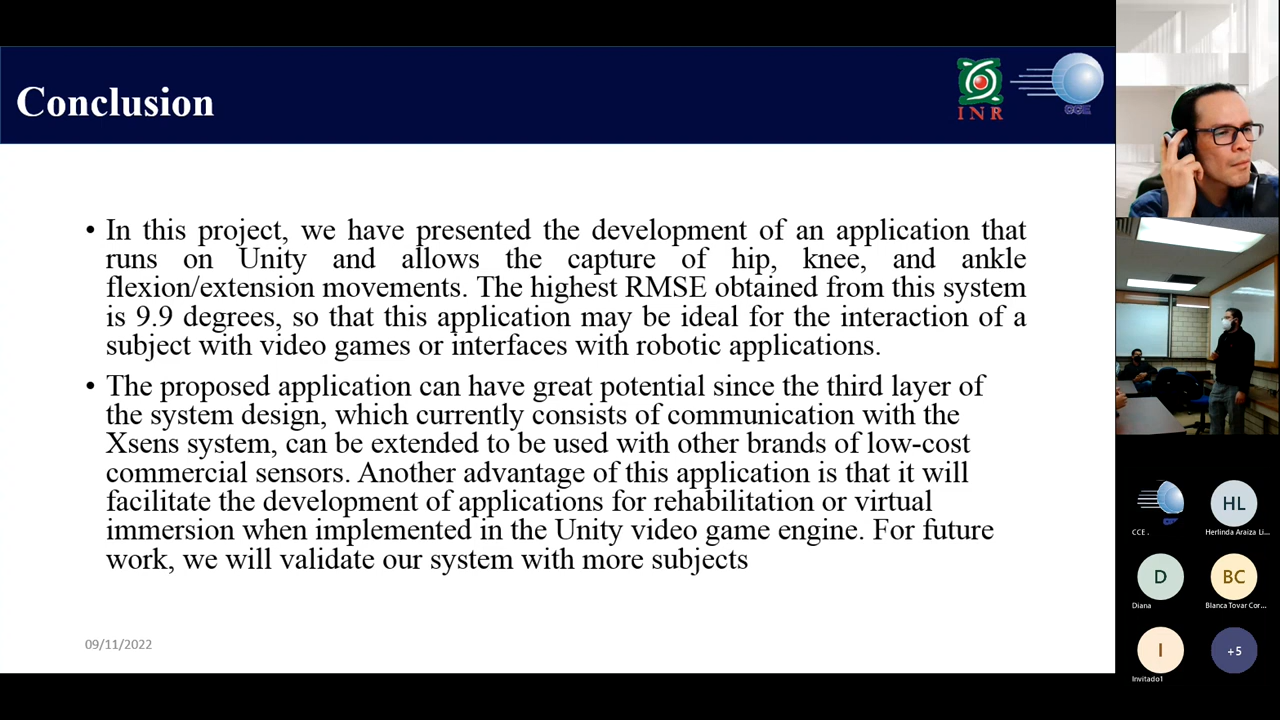 Conclusion
INR
CCE
• In this project, we have presented the development of an application that
runs on Unity and allows the capture of hip, knee, and ankle
flexion/extension movements. The highest RMSE obtained from this system
is 9.9 degrees, so that this application may be ideal for the interaction of a
subject with video games or interfaces with robotic applications.
• The proposed application can have great potential since the third layer of
the system design, which currently consists of communication with the
Xsens system, can be extended to be used with other brands of low-cost
commercial sensors. Another advantage of this application is that it will
facilitate the development of applications for rehabilitation or virtual
immersion when implemented in the Unity video game engine. For future
work, we will validate our system with more subjects
09/11/2022
HL
CCE .
Herlinda Araiza Li...
D
BC
Diana
Blanca Tovar Cor...
I
+5
Invitado1